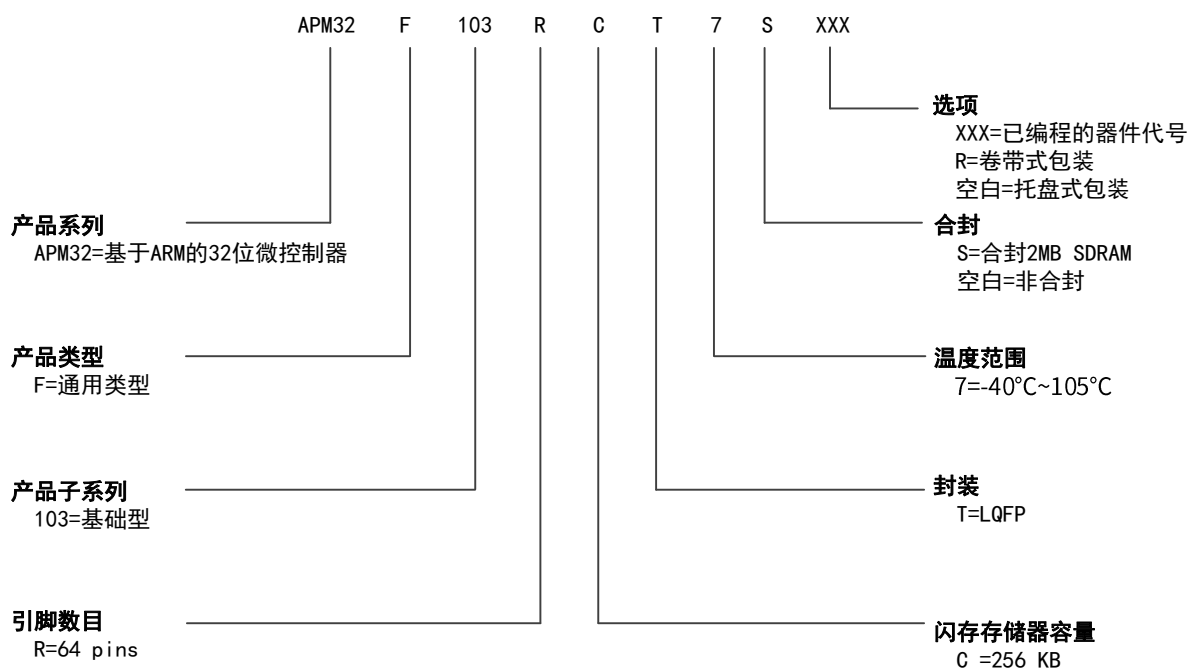 APM32 F 103 R C T 7 S XXX
选项
XXX=已编程的器件代号
R=卷带式包装
空白=托盘式包装
产品系列
APM32=基于ARM的32位微控制器
合封
S=合封2MB SDRAM
空白=非合封
产品类型
F=通用类型
温度范围
7=-40℃~105℃
产品子系列
103=基础型
封装
T=LQFP
引脚数目
R=64 pins
闪存存储器容量
C =256 KB